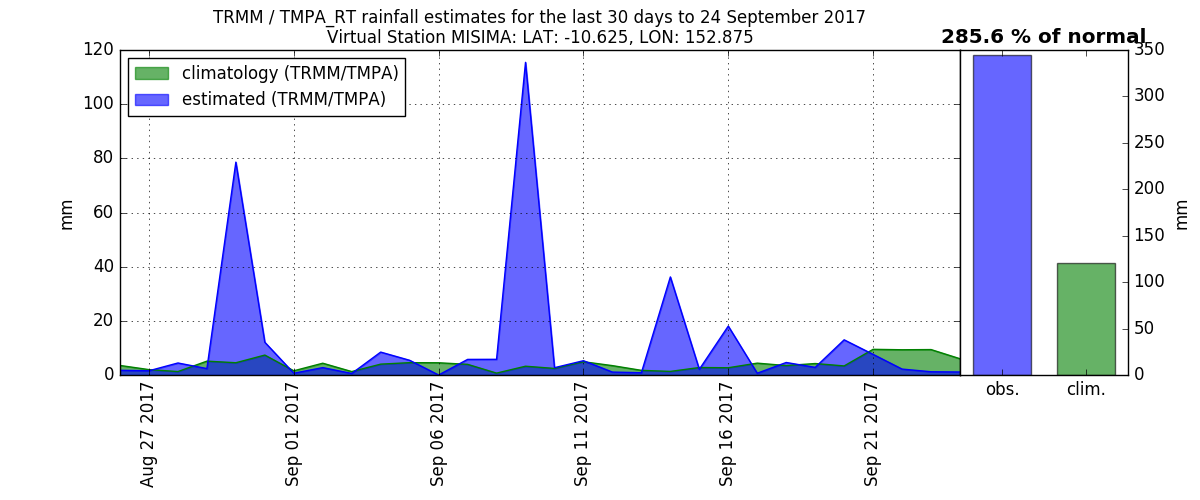 TRMM / TMPA_RT rainfall estimates for the last 30 days to 24 September 2017
Virtual Station MISIMA: LAT: -10.625, LON: 152.875
285.6 % of normal
climatology (TRMM/TMPA)
estimated (TRMM/TMPA)
mm
120
100
80
60
40
20
0
Aug 27 2017
Sep 01 2017
Sep 06 2017
Sep 11 2017
Sep 16 2017
Sep 21 2017
obs.
clim.
350
300
250
200
150
100
50
0
mm